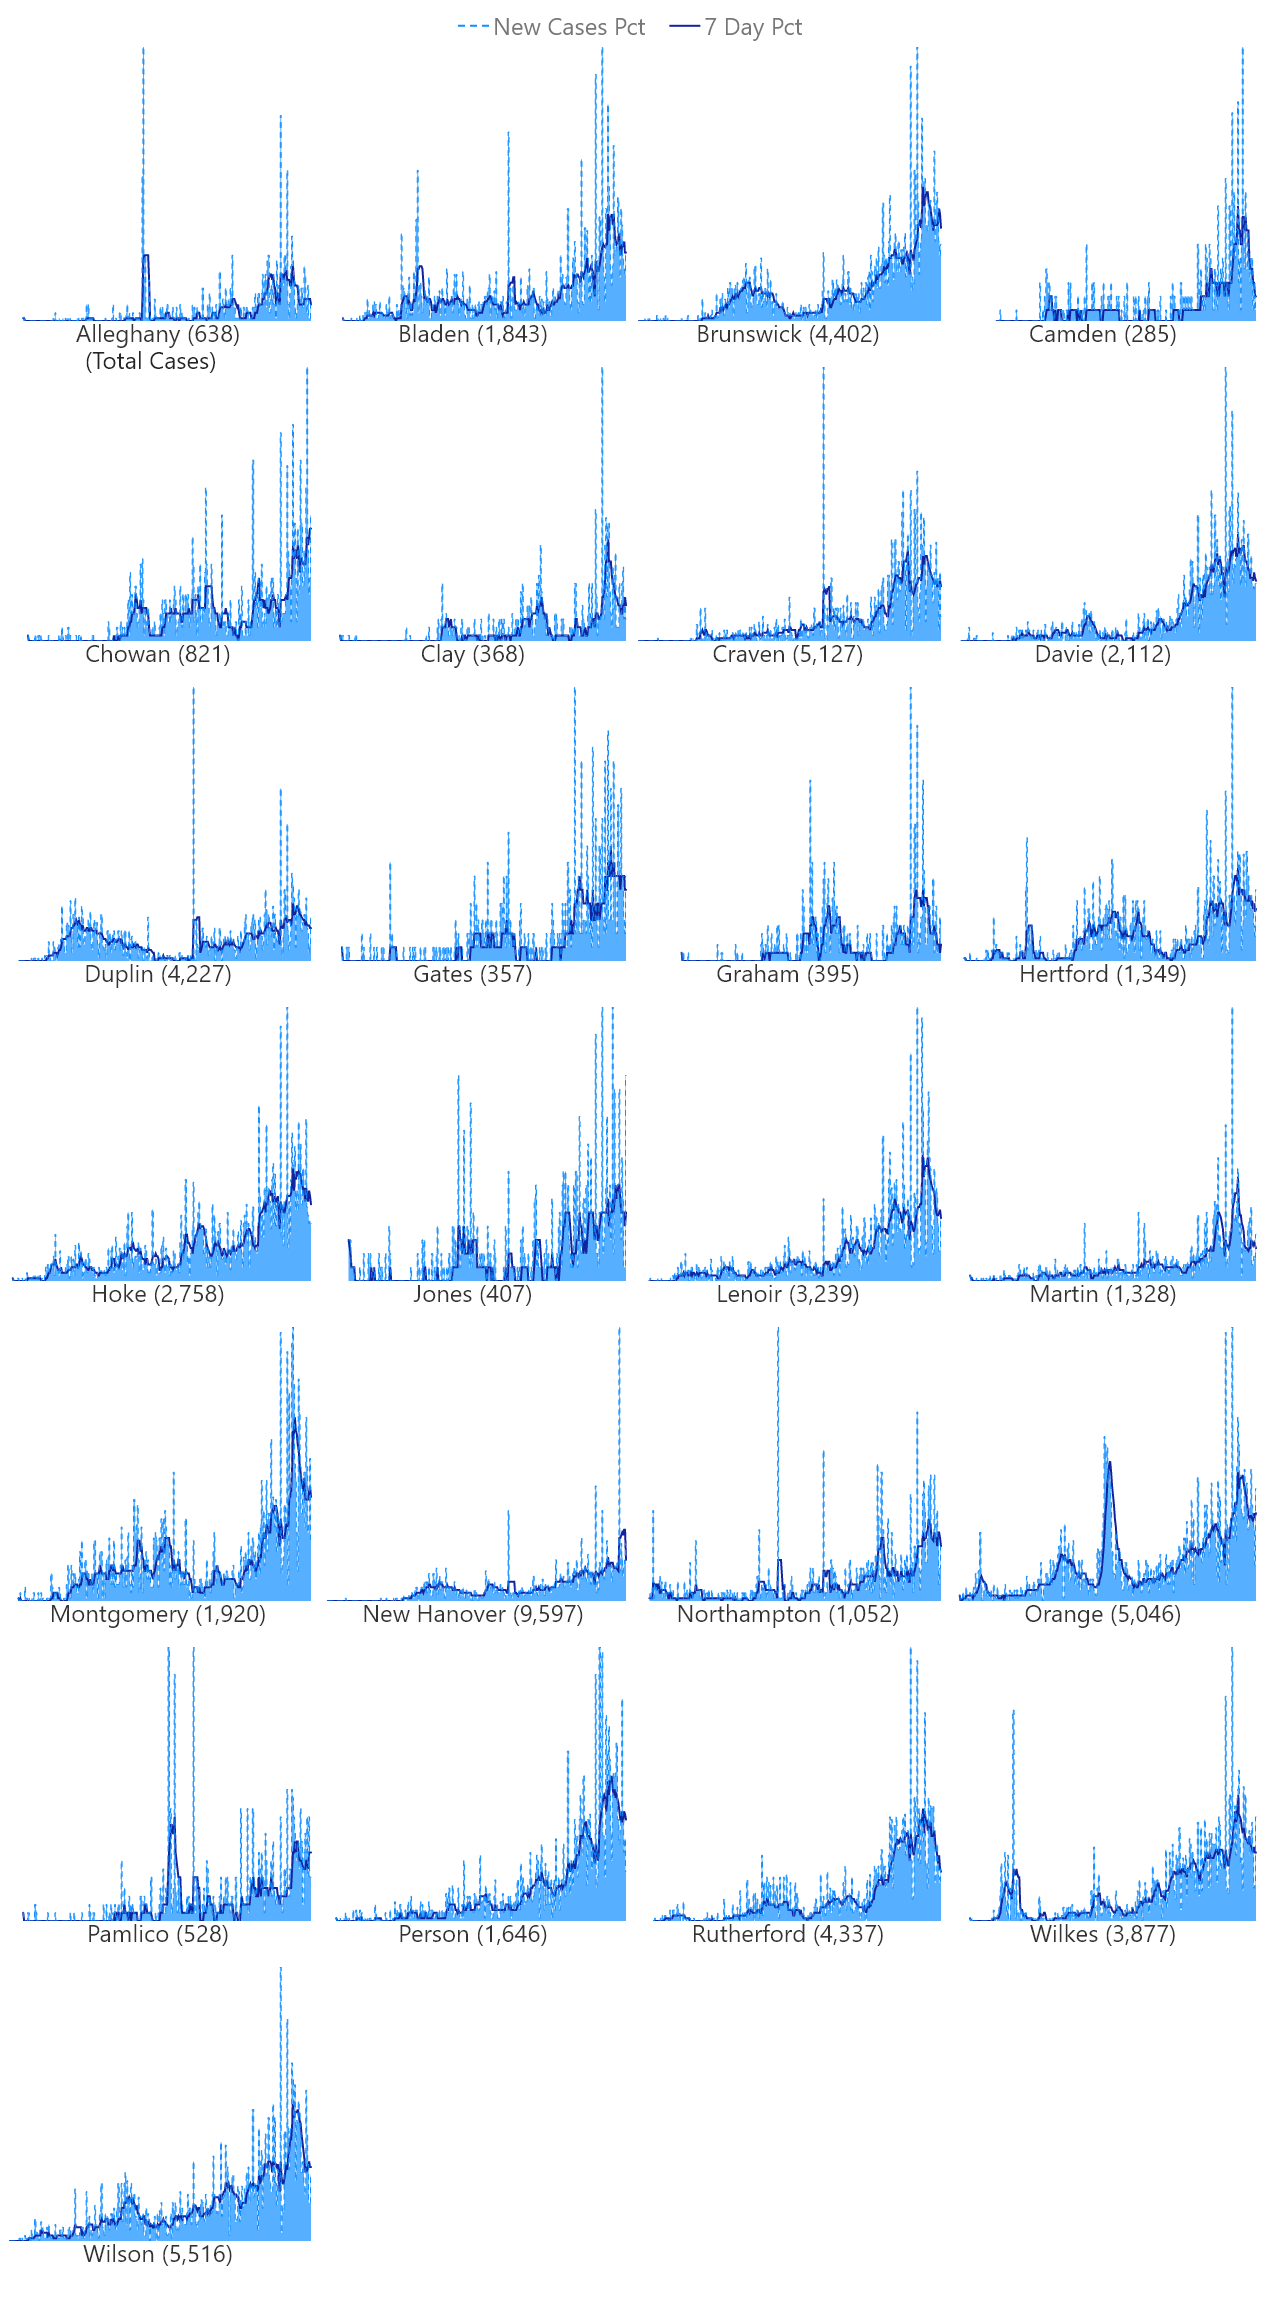 New Cases Pct 7 Day Pct
Alleghany (638) Bladen (1,843) Brunswick (4,402) Camden (285)
(Total Cases)
Chowan (821) Clay (368) Craven (5,127) Davie (2,112)
Duplin (4,227) Gates (357) Graham (395) Hertford (1,349)
Hoke (2,758) Jones (407) Lenoir (3,239) Martin (1,328)
Montgomery (1,920) New Hanover (9,597) Northampton (1,052) Orange (5,046)
Pamlico (528) Person (1,646) Rutherford (4,337) Wilkes (3,877)
Wilson (5,516)